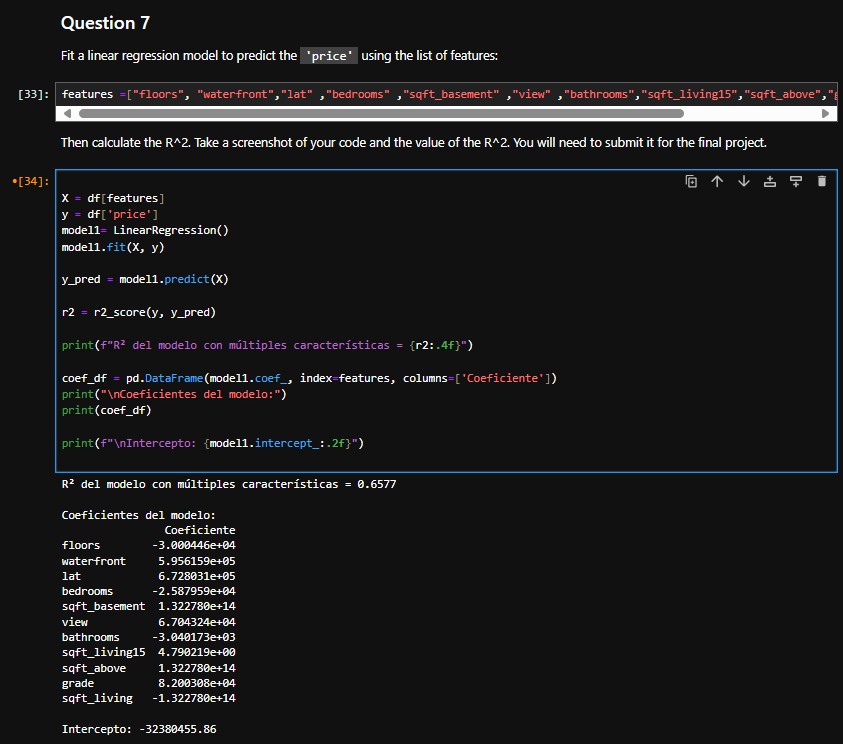 Question 7
Fit a linear regression model to predict the 'price' using the list of features:
[33]: features =["floors", "waterfront","lat" ,"bedrooms" ,"sqft_basement" ,"view" ,"bathrooms","sqft_living15","sqft_above","g
Then calculate the R^2. Take a screenshot of your code and the value of the R^2. You will need to submit it for the final project.
•[34]:
X = df[features]
y = df['price']
model1= LinearRegression()
model1.fit(X, y)
y_pred = model1.predict(X)
r2 = r2_score(y, y_pred)
print(f"R² del modelo con múltiples características = {r2:.4f}")
coef_df = pd.DataFrame(model1.coef_, index=features, columns=['Coeficiente'])
print("\nCoeficientes del modelo:")
print(coef_df)
print(f"\nIntercepto: {model1.intercept_:.2f}")
R² del modelo con múltiples características = 0.6577
Coeficientes del modelo:
Coeficiente
floors -3.000446e+04
waterfront 5.956159e+05
lat 6.728031e+05
bedrooms -2.587959e+04
sqft_basement 1.322780e+14
view 6.704324e+04
bathrooms -3.040173e+03
sqft_living15 4.790219e+00
sqft_above 1.322780e+14
grade 8.200308e+04
sqft_living -1.322780e+14
Intercepto: -32380455.86